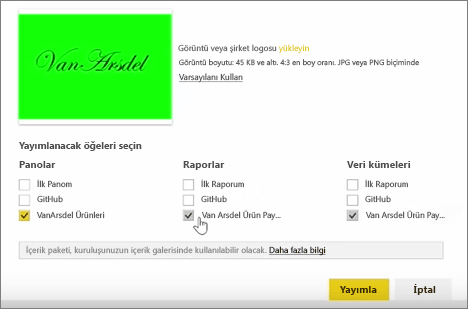 Van Arsdel
Görüntü veya şirket logosu yükleyin
Görüntü boyutu: 45 KB ve altı. 4:3 en boy oranı. JPG veya PNG biçiminde
Varsayılanı Kullan
Yayımlanacak öğeleri seçin
Panolar Raporlar Veri kümeleri
İlk Panom İlk Raporum İlk Raporum
GitHub GitHub GitHub
VanArsdel Ürünleri Van Arsdel Ürün Pay... Van Arsdel Ürün Pay...
İçerik paketi, kuruluşunuzun içerik galerisinde kullanılabilir olacak. Daha fazla bilgi
Yayımla İptal